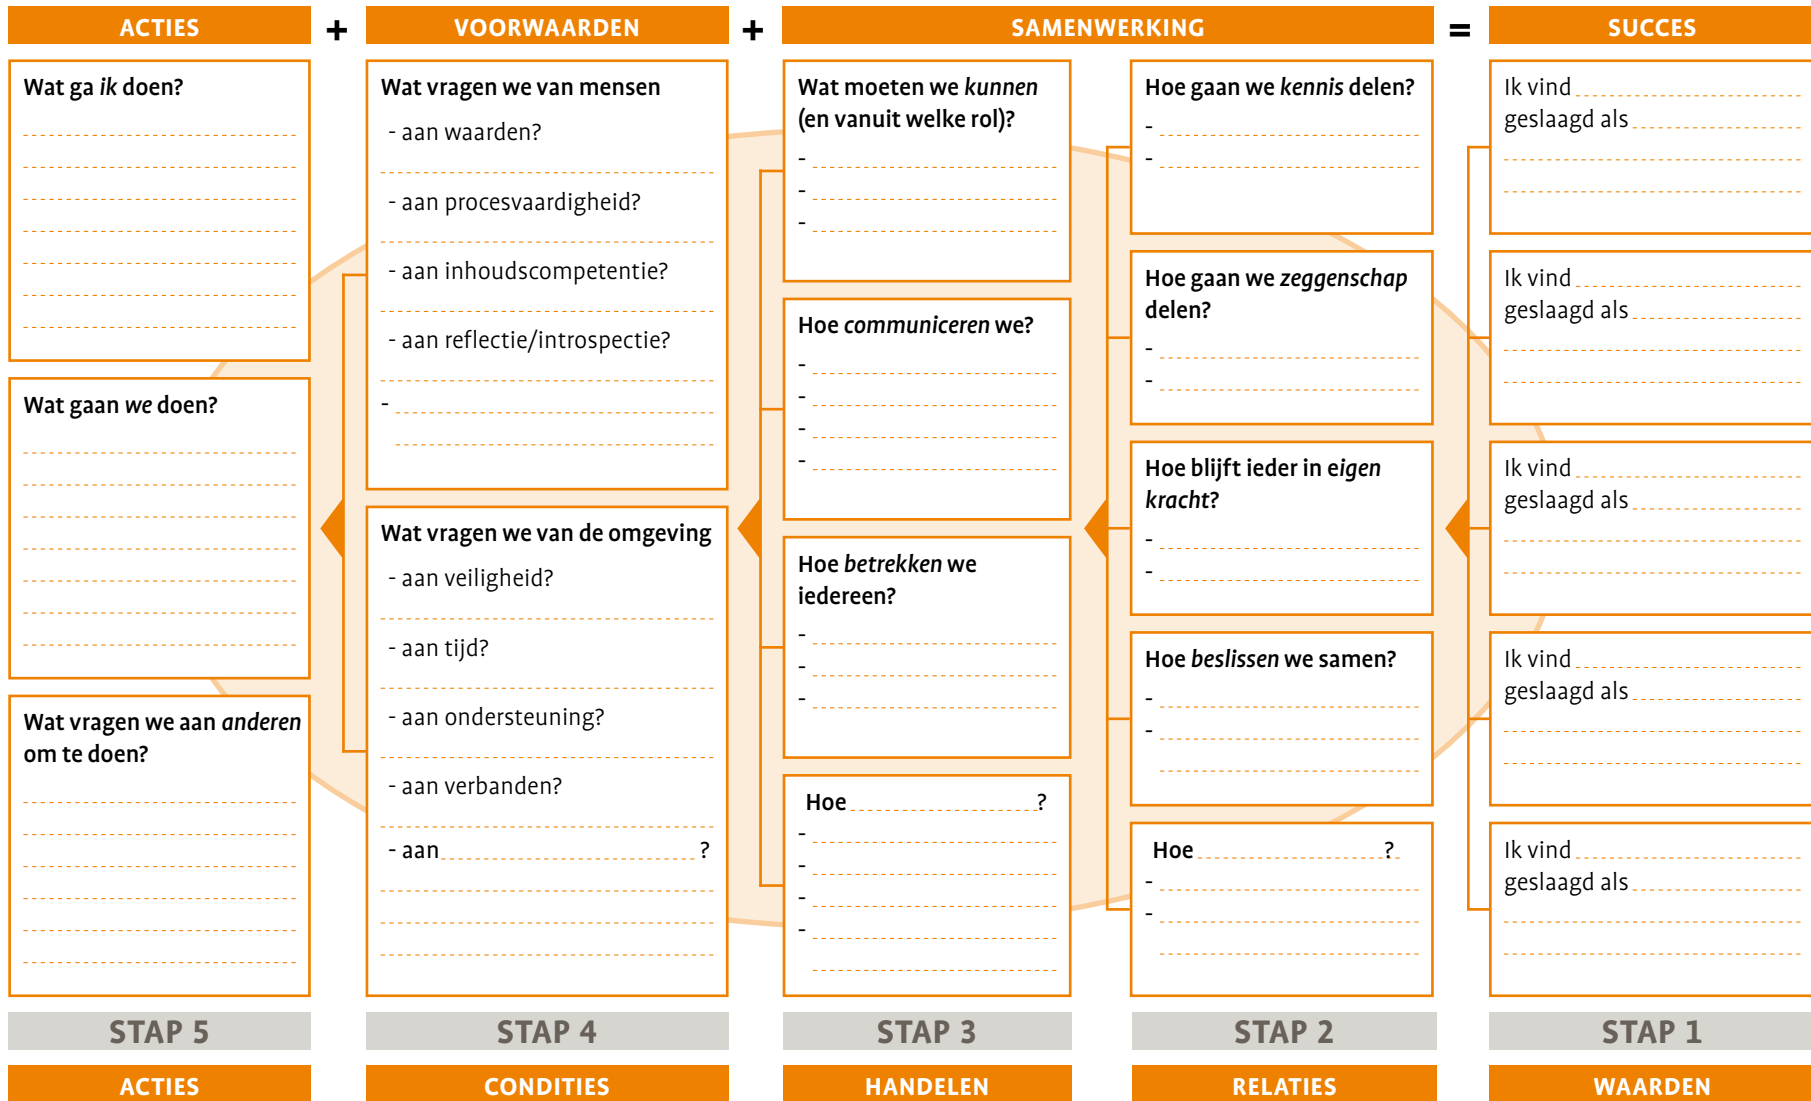 ACTIES + VOORWAARDEN + SAMENWERKING = SUCCES
Wat ga ik doen?
Wat gaan we doen?
Wat vragen we aan anderen
om te doen?
Wat vragen we van mensen
- aan waarden?
- aan procesvaardigheid?
- aan inhoudscompetentie?
- aan reflectie/introspectie?
-
Wat vragen we van de omgeving
- aan veiligheid?
- aan tijd?
- aan ondersteuning?
- aan verbanden?
- aan ?
Wat moeten we kunnen
(en vanuit welke rol)?
-
-
-
Hoe communiceren we?
-
-
-
-
Hoe betrekken we
iedereen?
-
-
-
Hoe ?
-
-
-
-
Hoe gaan we kennis delen?
-
-
Hoe gaan we zeggenschap
delen?
-
-
Hoe blijft ieder in eigen
kracht?
-
-
Hoe beslissen we samen?
-
-
Hoe ?
-
-
Ik vind
geslaagd als
Ik vind
geslaagd als
Ik vind
geslaagd als
Ik vind
geslaagd als
Ik vind
geslaagd als
STAP 5 STAP 4 STAP 3 STAP 2 STAP 1
ACTIES CONDITIES HANDELEN RELATIES WAARDEN